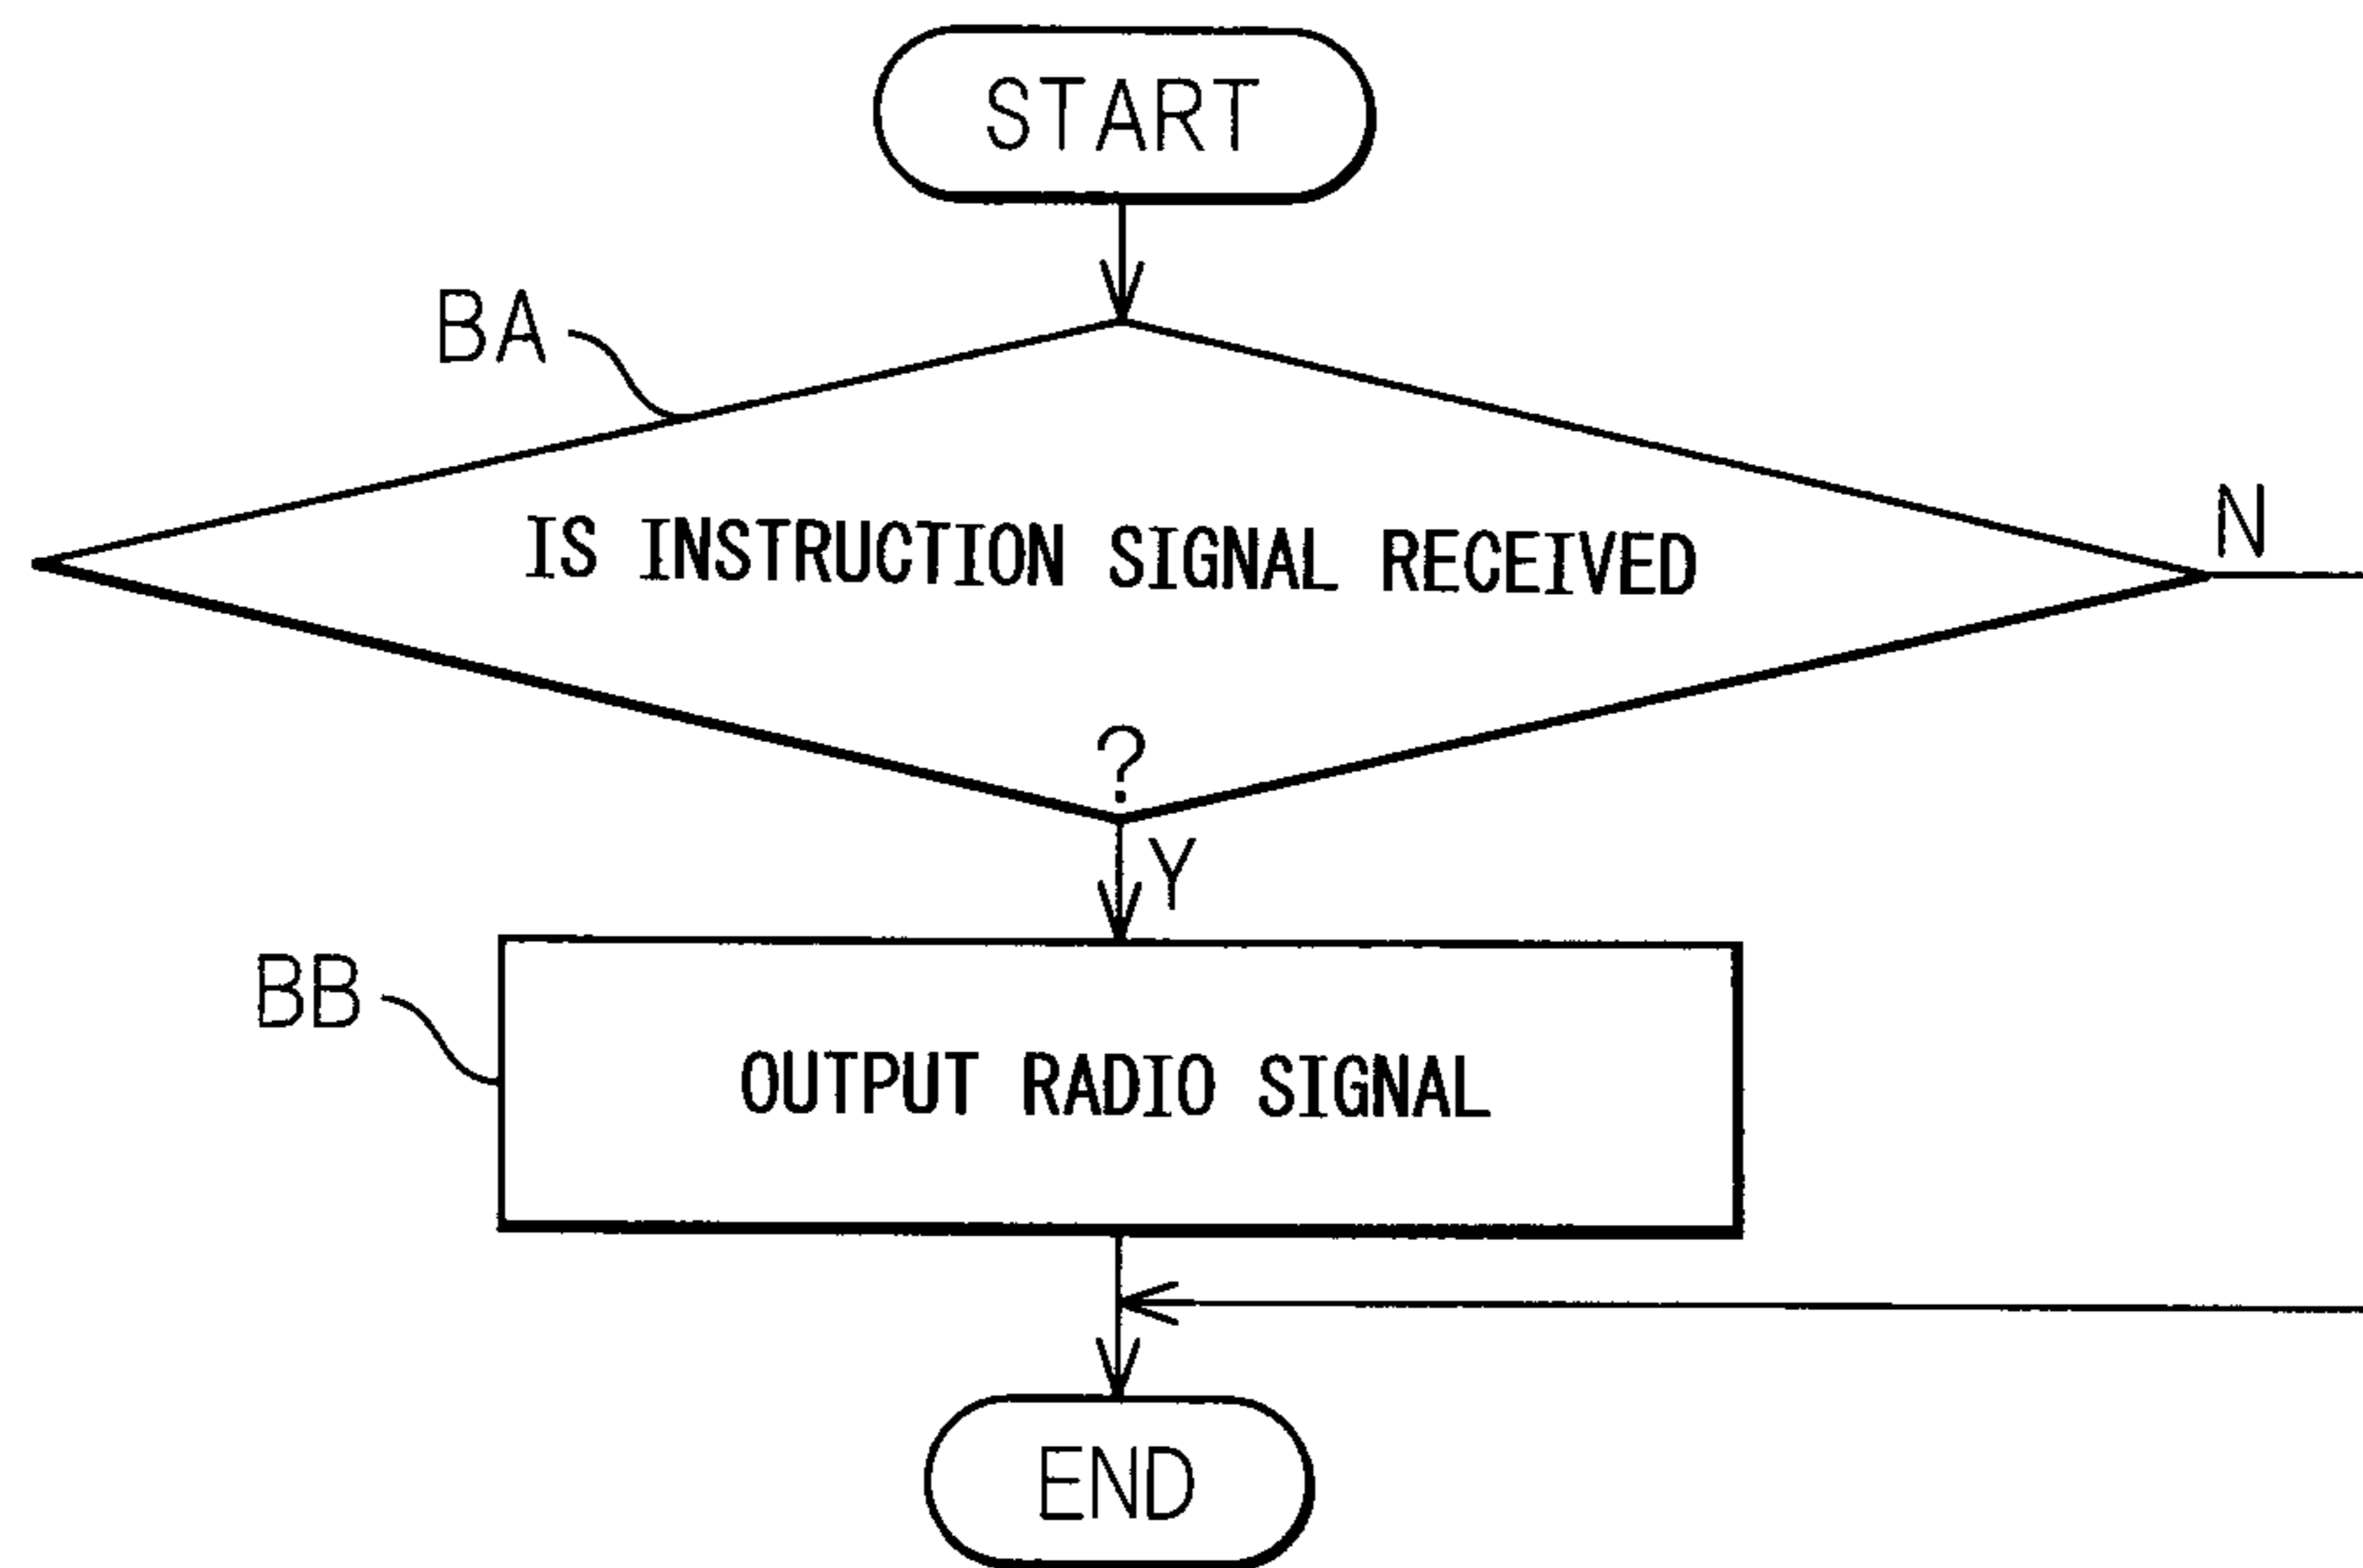 START
BA
IS INSTRUCTION SIGNAL RECEIVED
N
?
Y
BB
OUTPUT RADIO SIGNAL
END